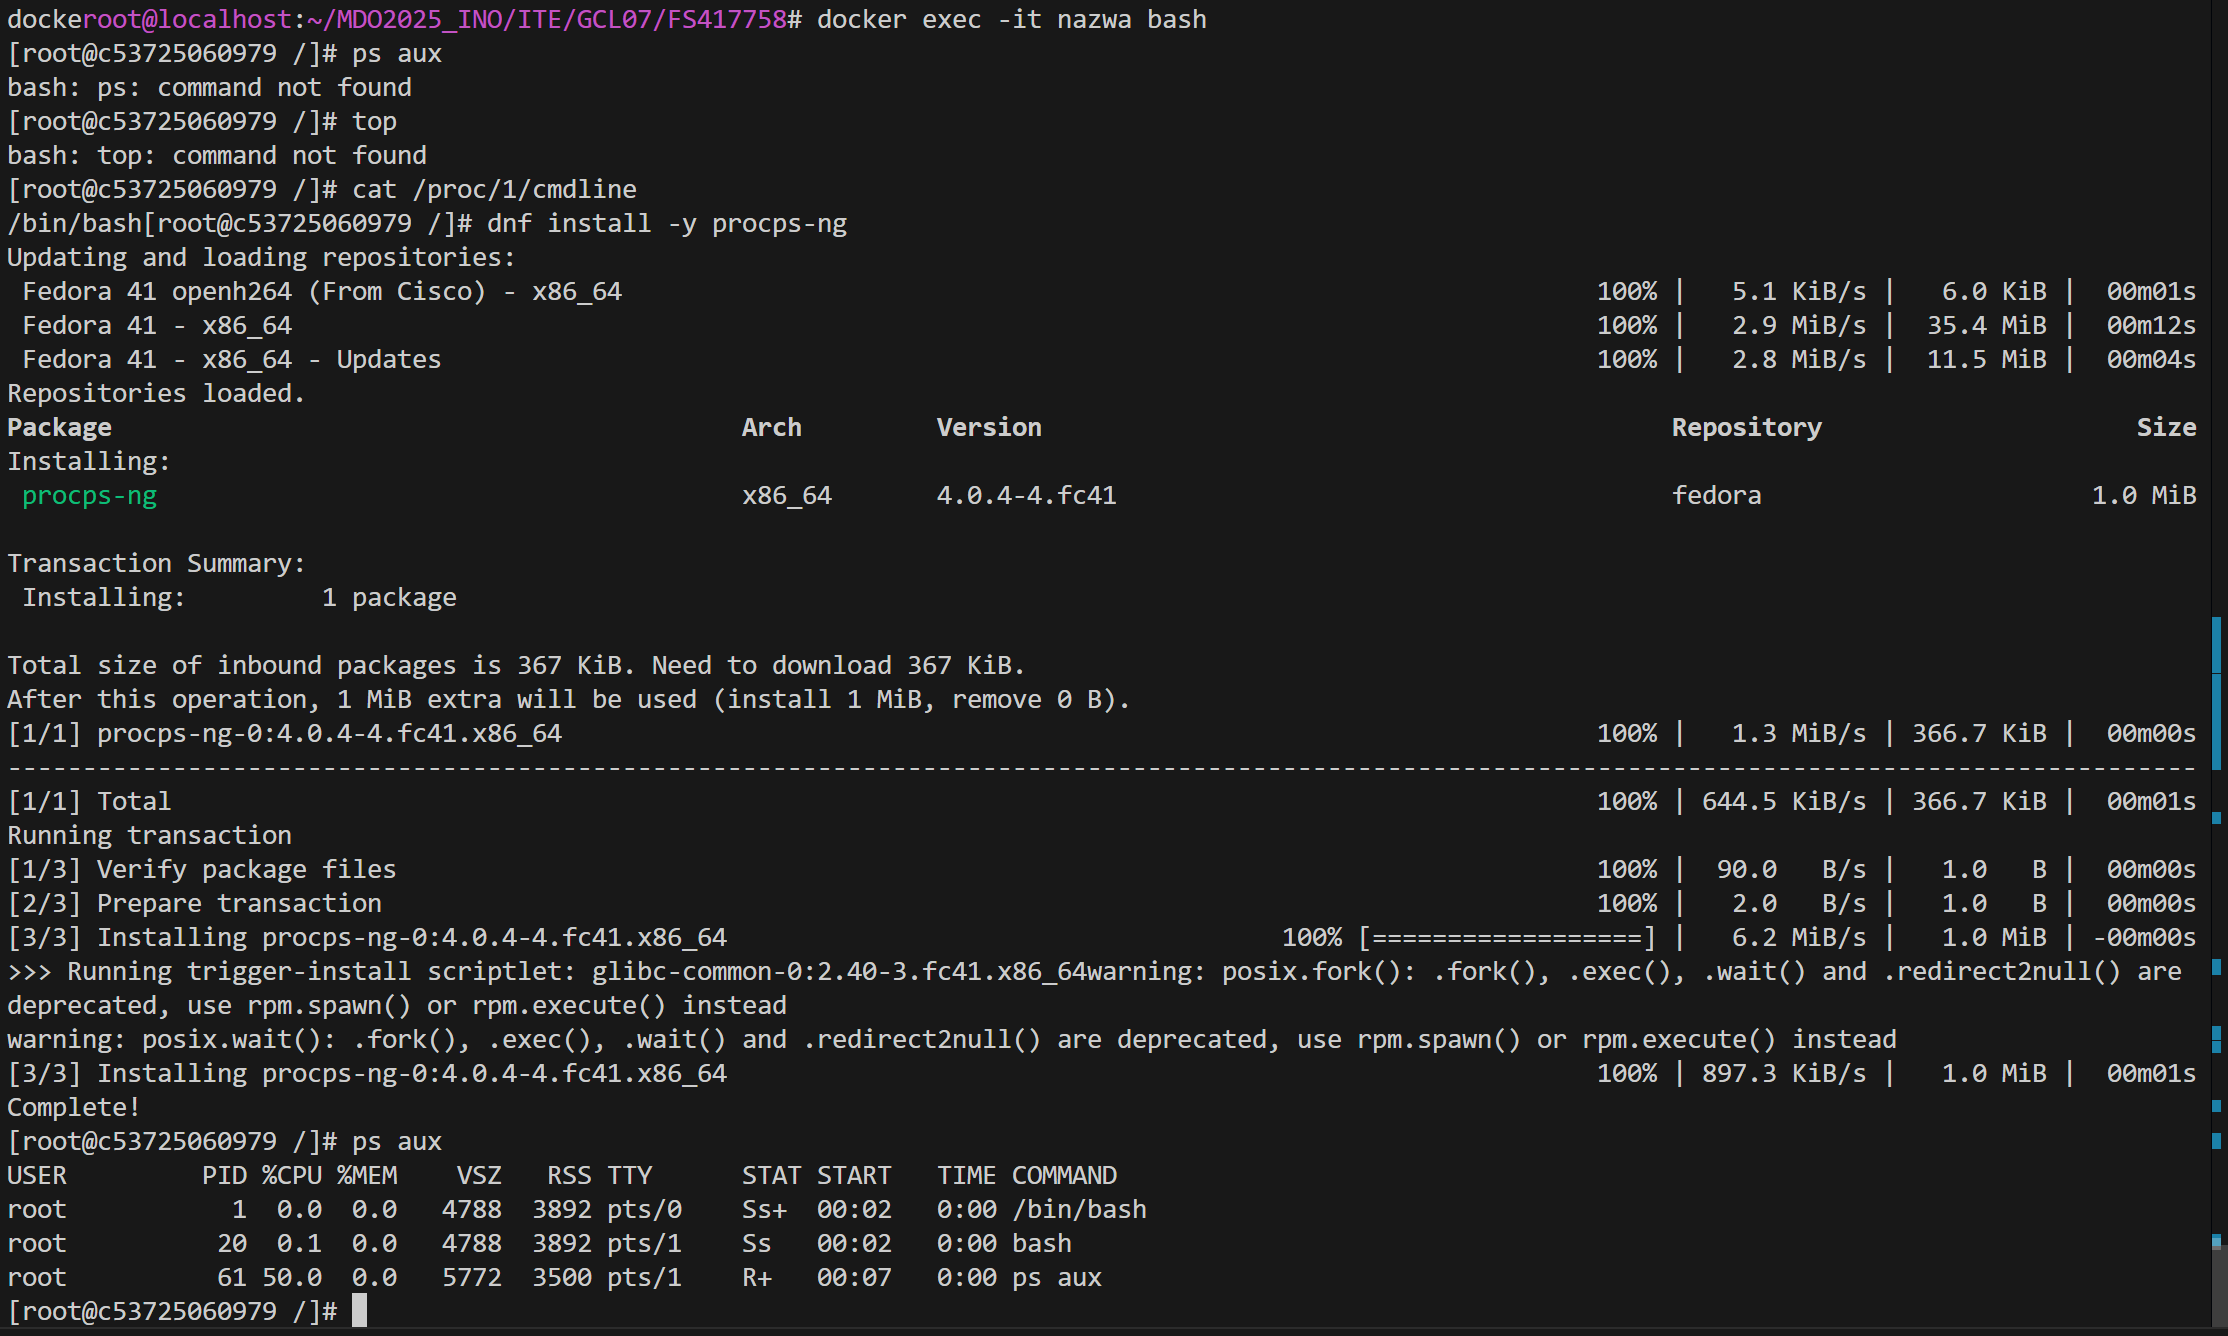 dockeroot@localhost:~/MDO2025_INO/ITE/GCL07/FS417758# docker exec -it nazwa bash
[root@c53725060979 /]# ps aux
bash: ps: command not found
[root@c53725060979 /]# top
bash: top: command not found
[root@c53725060979 /]# cat /proc/1/cmdline
/bin/bash[root@c53725060979 /]# dnf install -y procps-ng
Updating and loading repositories:
 Fedora 41 openh264 (From Cisco) - x86_64 100% | 5.1 KiB/s | 6.0 KiB | 00m01s
 Fedora 41 - x86_64 100% | 2.9 MiB/s | 35.4 MiB | 00m12s
 Fedora 41 - x86_64 - Updates 100% | 2.8 MiB/s | 11.5 MiB | 00m04s
Repositories loaded.
Package Arch Version Repository Size
Installing:
 procps-ng x86_64 4.0.4-4.fc41 fedora 1.0 MiB

Transaction Summary:
 Installing: 1 package

Total size of inbound packages is 367 KiB. Need to download 367 KiB.
After this operation, 1 MiB extra will be used (install 1 MiB, remove 0 B).
[1/1] procps-ng-0:4.0.4-4.fc41.x86_64 100% | 1.3 MiB/s | 366.7 KiB | 00m00s
--------------------------------------------------------------------------------------------------------------------------------------------------
[1/1] Total 100% | 644.5 KiB/s | 366.7 KiB | 00m01s
Running transaction
[1/3] Verify package files 100% | 90.0 B/s | 1.0 B | 00m00s
[2/3] Prepare transaction 100% | 2.0 B/s | 1.0 B | 00m00s
[3/3] Installing procps-ng-0:4.0.4-4.fc41.x86_64 100% [==================] | 6.2 MiB/s | 1.0 MiB | -00m00s
>>> Running trigger-install scriptlet: glibc-common-0:2.40-3.fc41.x86_64warning: posix.fork(): .fork(), .exec(), .wait() and .redirect2null() are
deprecated, use rpm.spawn() or rpm.execute() instead
warning: posix.wait(): .fork(), .exec(), .wait() and .redirect2null() are deprecated, use rpm.spawn() or rpm.execute() instead
[3/3] Installing procps-ng-0:4.0.4-4.fc41.x86_64 100% | 897.3 KiB/s | 1.0 MiB | 00m01s
Complete!
[root@c53725060979 /]# ps aux
USER PID %CPU %MEM VSZ RSS TTY STAT START TIME COMMAND
root 1 0.0 0.0 4788 3892 pts/0 Ss+ 00:02 0:00 /bin/bash
root 20 0.1 0.0 4788 3892 pts/1 Ss 00:02 0:00 bash
root 61 50.0 0.0 5772 3500 pts/1 R+ 00:07 0:00 ps aux
[root@c53725060979 /]#